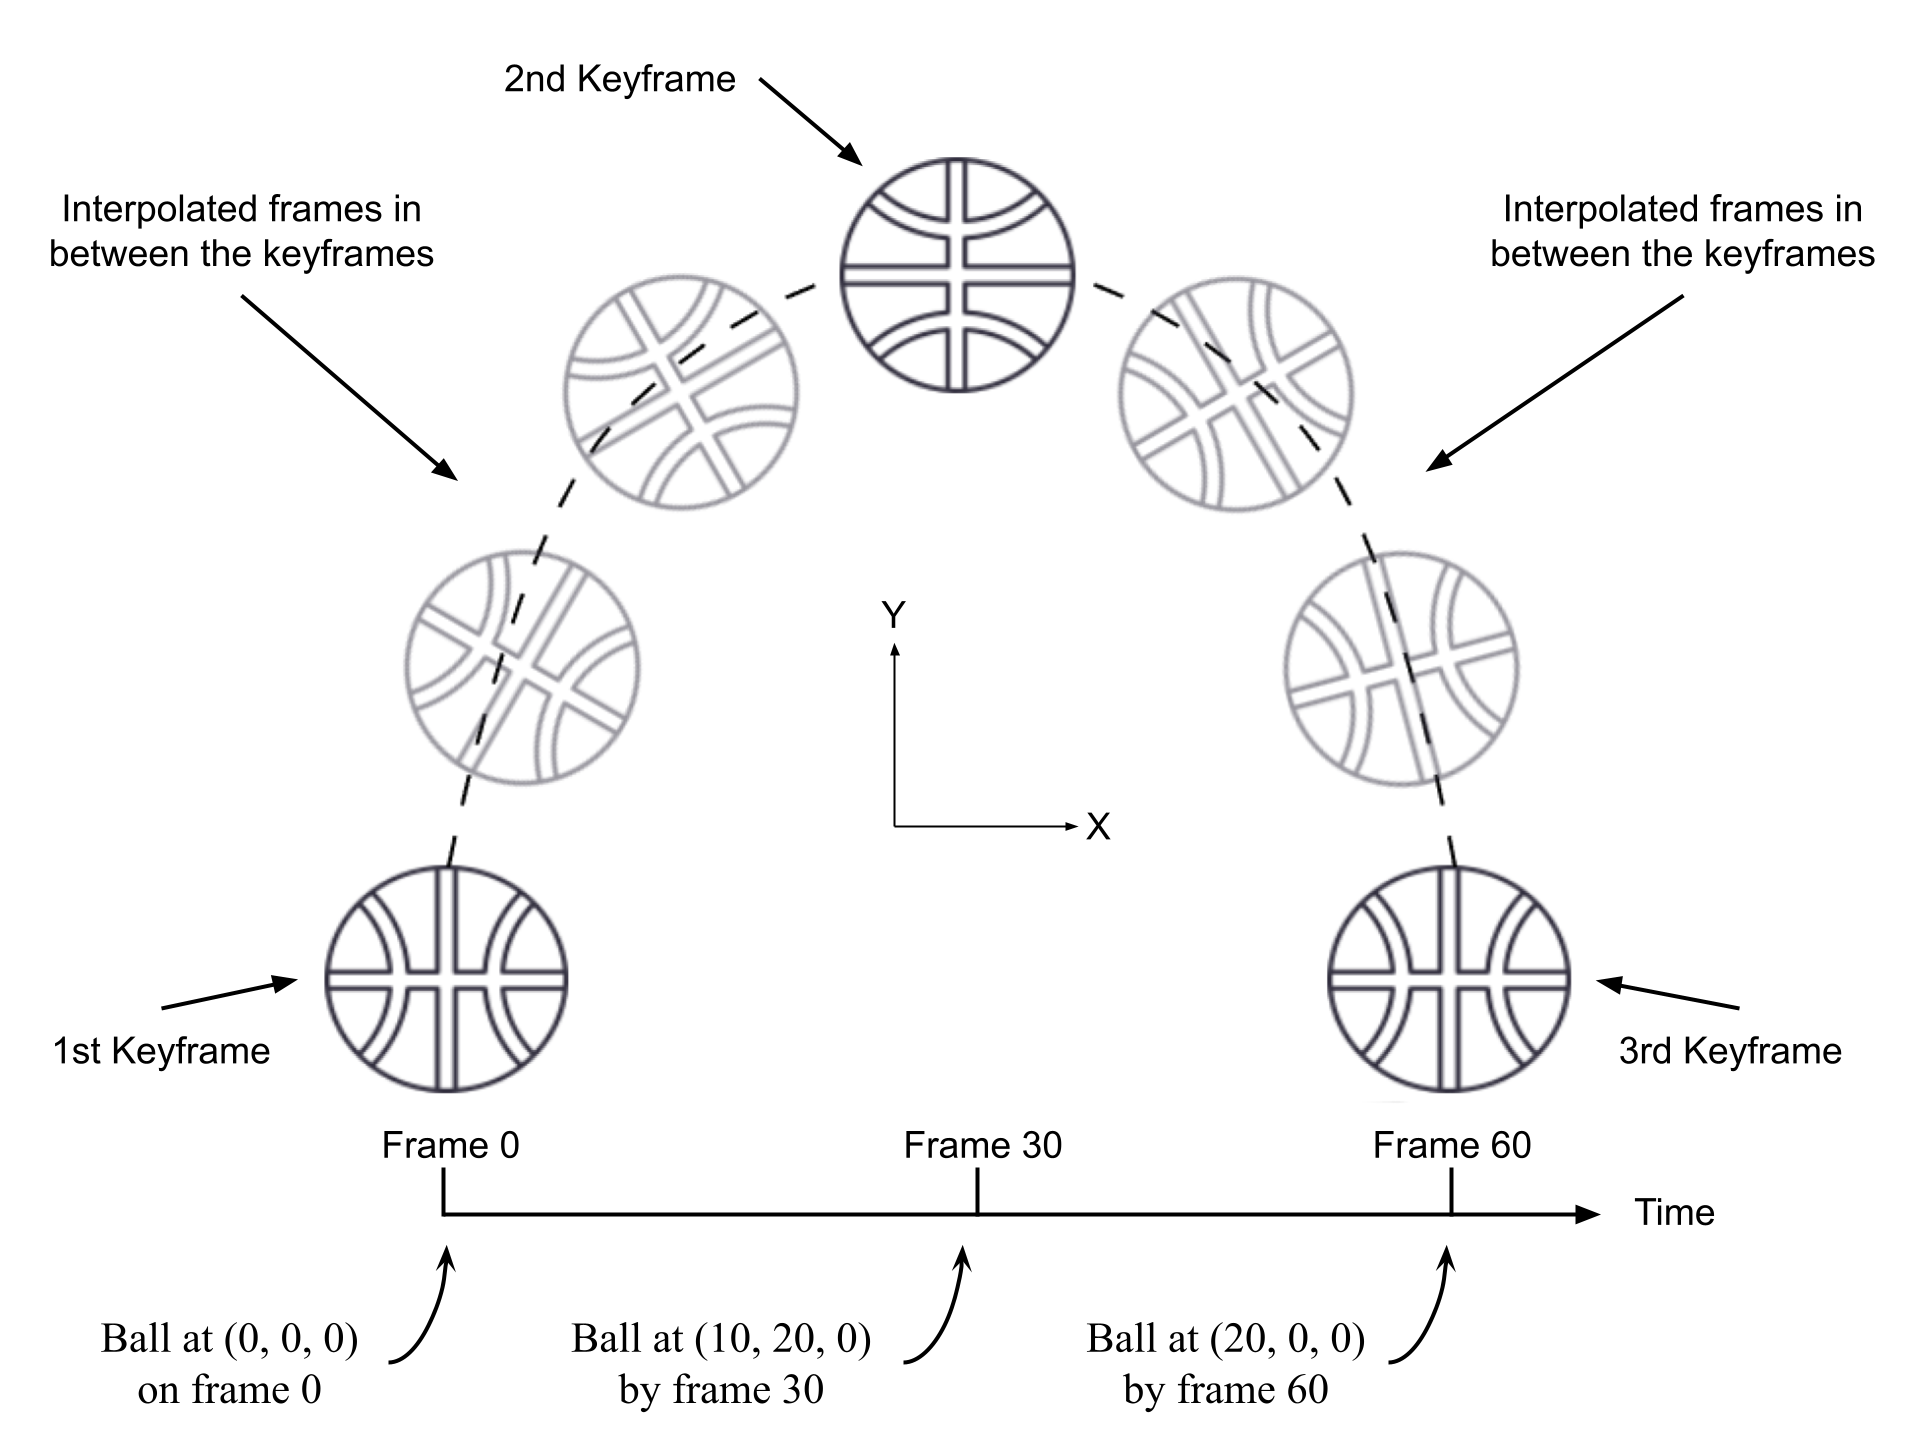 2nd Keyframe
Interpolated frames in
between the keyframes
Interpolated frames in
between the keyframes
Y
X
1st Keyframe
3rd Keyframe
Frame 0
Frame 30
Frame 60
Time
Ball at (0, 0, 0)
on frame 0
Ball at (10, 20, 0)
by frame 30
Ball at (20, 0, 0)
by frame 60